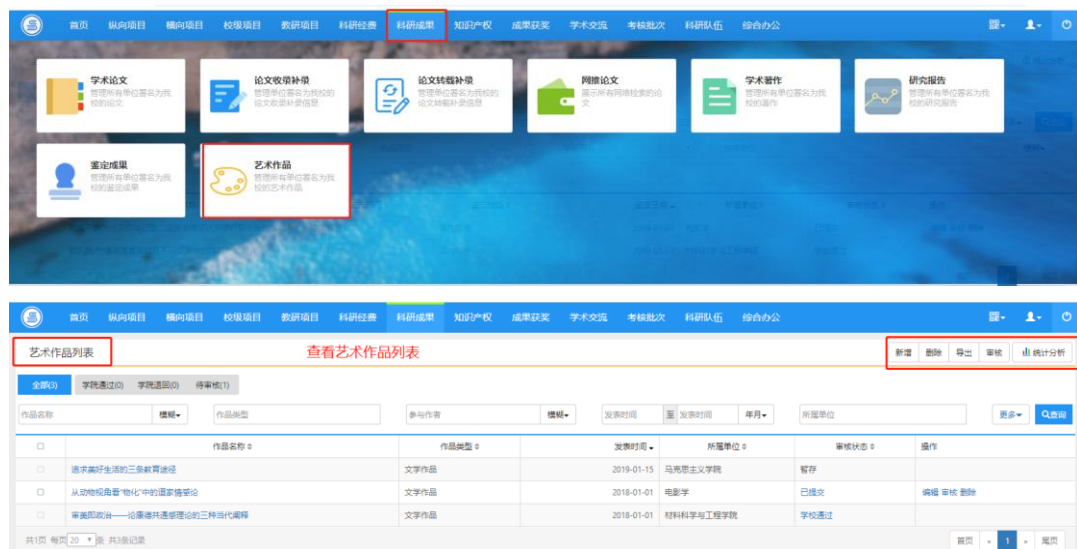 首页 纵向项目 横向项目 校级项目 教研项目 科研经费 科研成果 知识产权 成果获奖 学术交流 考核批次 科研队伍 综合办公
学术论文
管理所有单位署名为我
校的论文
论文收录补录
管理单位署名为我校的
论文收录补录信息
论文转载补录
管理单位署名为我校的
论文转载补录信息
网推论文
展示所有网络检索的论
文
学术著作
管理所有单位署名为我
校的著作
研究报告
管理所有单位署名为我
校的研究报告
鉴定成果
管理所有单位署名为我
校的鉴定成果
艺术作品
管理所有单位署名为我
校的艺术作品
首页 纵向项目 横向项目 校级项目 教研项目 科研经费 科研成果 知识产权 成果获奖 学术交流 考核批次 科研队伍 综合办公
艺术作品列表 查看艺术作品列表 新增 删除 导出 审核 统计分析
全部(3) 学院通过(0) 学院退回(0) 待审核(1)
作品名称 模糊 作品类型 参与作者 模糊 发表时间 至 发表时间 年月 所属单位 更多 查询
作品名称 作品类型 发表时间 所属单位 审核状态 操作
追求美好生活的三条教育途径 文学作品 2019-01-15 马克思主义学院 暂存
从动物视角看“物化”中的道家情感论 文学作品 2018-01-01 电影学 已提交 编辑 审核 删除
审美即政治——论康德共通感理论的三种当代阐释 文学作品 2018-01-01 材料科学与工程学院 学校通过
共1页 每页 20 条 共3条记录 首页 « 1 » 尾页